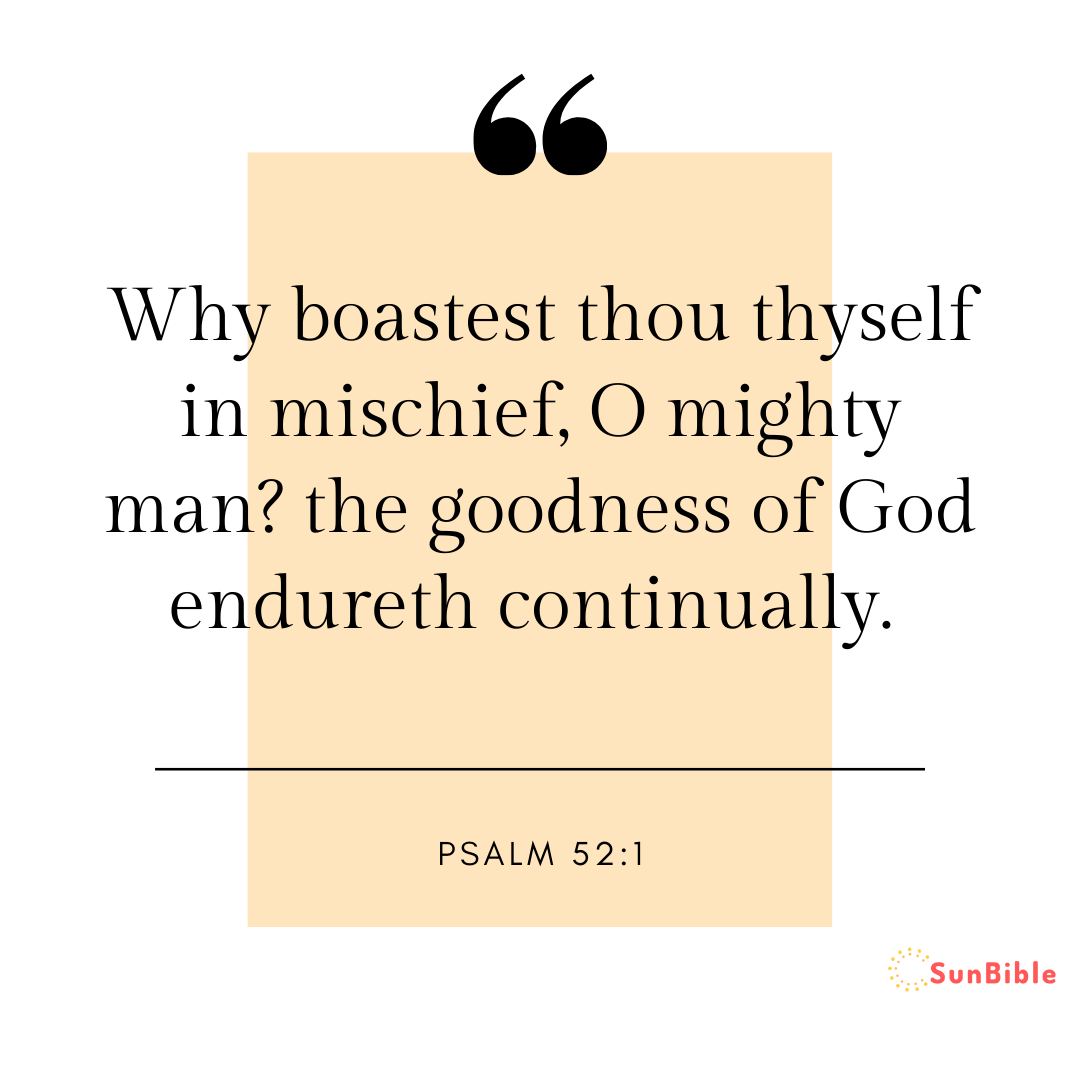 “
Why boastest thou thyself
in mischief, O mighty
man? the goodness of God
endureth continually.
PSALM 52:1
SunBible